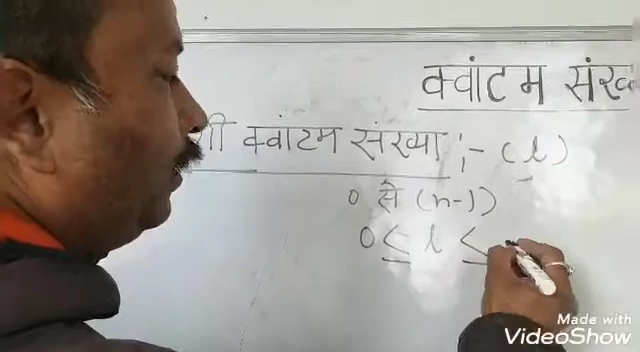 क्वांटम
क्वांटम संख्या :- (l)
0 से (n-1)
0 ≤ l ≤
Made with
VideoShow